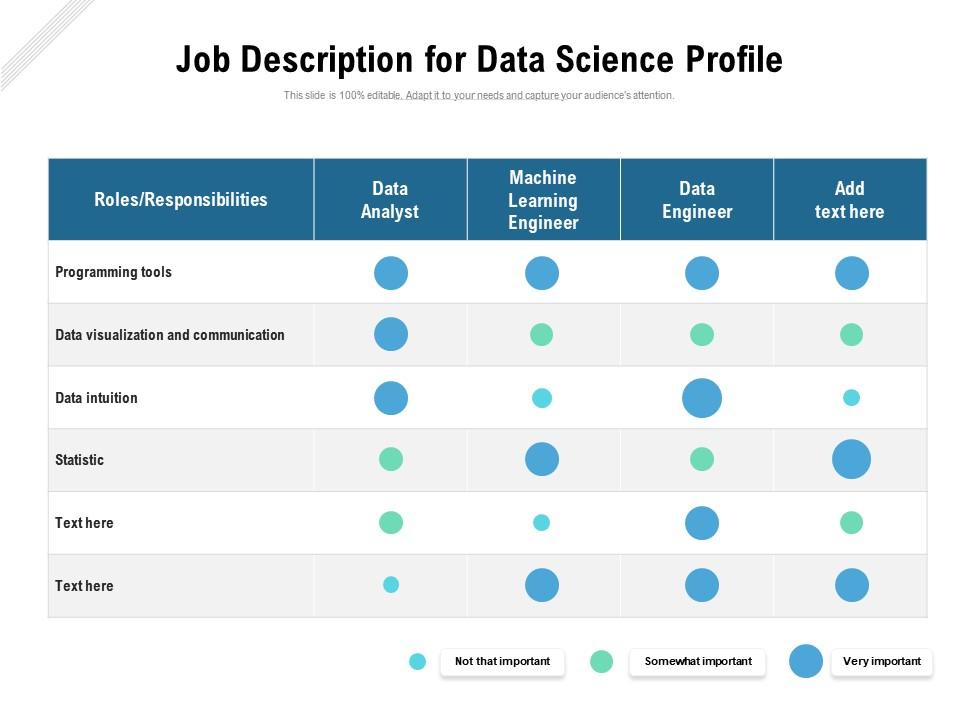 Job Description for Data Science Profile
This slide is 100% editable. Adapt it to your needs and capture your audience's attention.
Roles/Responsibilities
Data
Analyst
Machine
Learning
Engineer
Data
Engineer
Add
text here
Programming tools
Data visualization and communication
Data intuition
Statistic
Text here
Text here
Not that important
Somewhat important
Very important